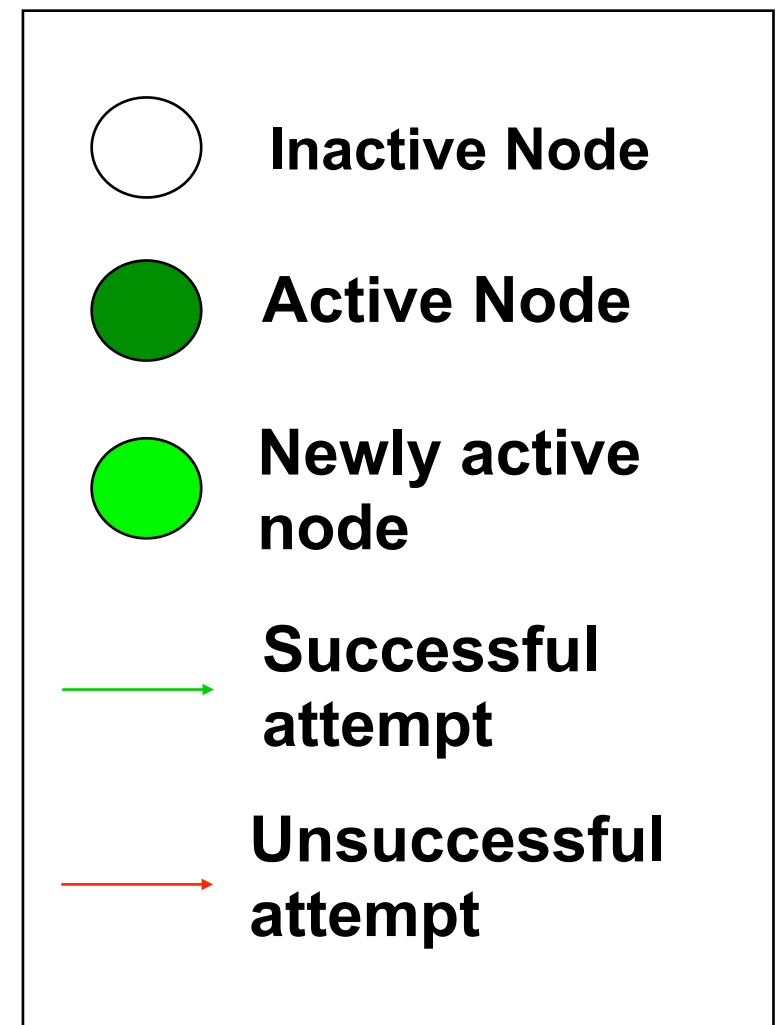 Inactive Node
Active Node
Newly active
node
Successful
attempt
Unsuccessful
attempt